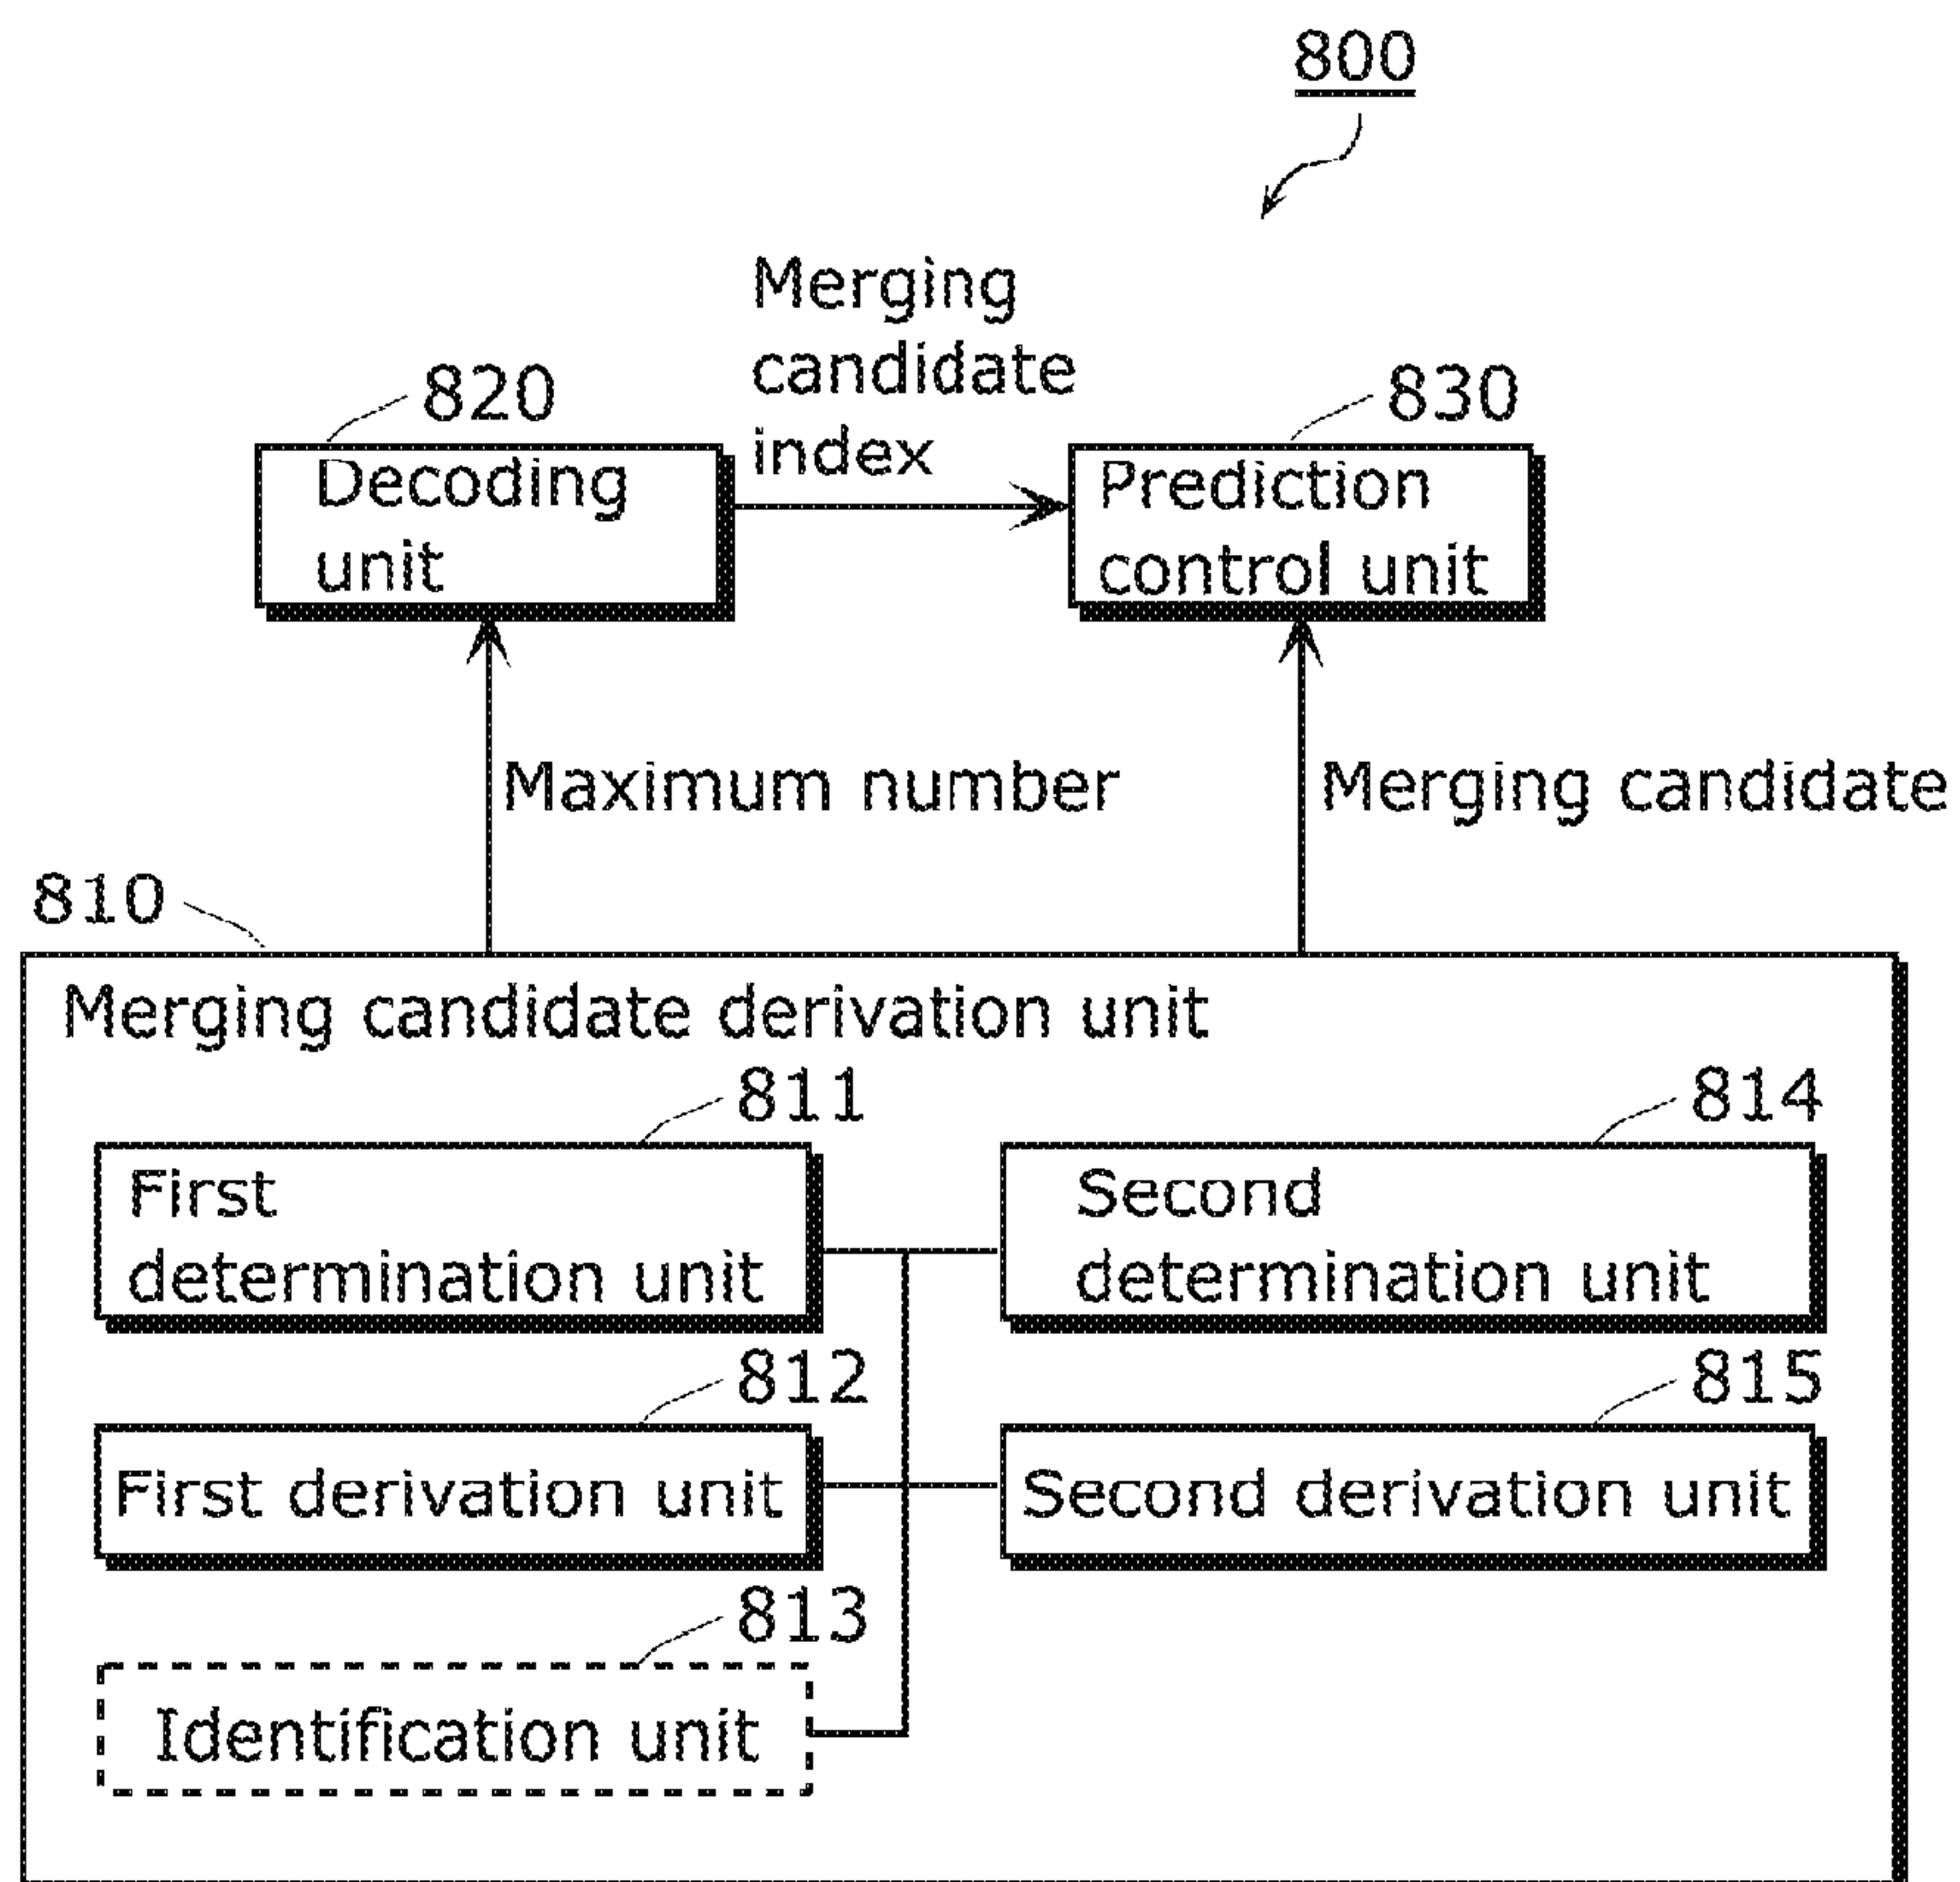 800
Merging
candidate
index
820
830
Decoding
unit
Prediction
control unit
Maximum number
Merging candidate
810
Merging candidate derivation unit
811
814
First
determination unit
Second
determination unit
812
815
First derivation unit
Second derivation unit
813
Identification unit